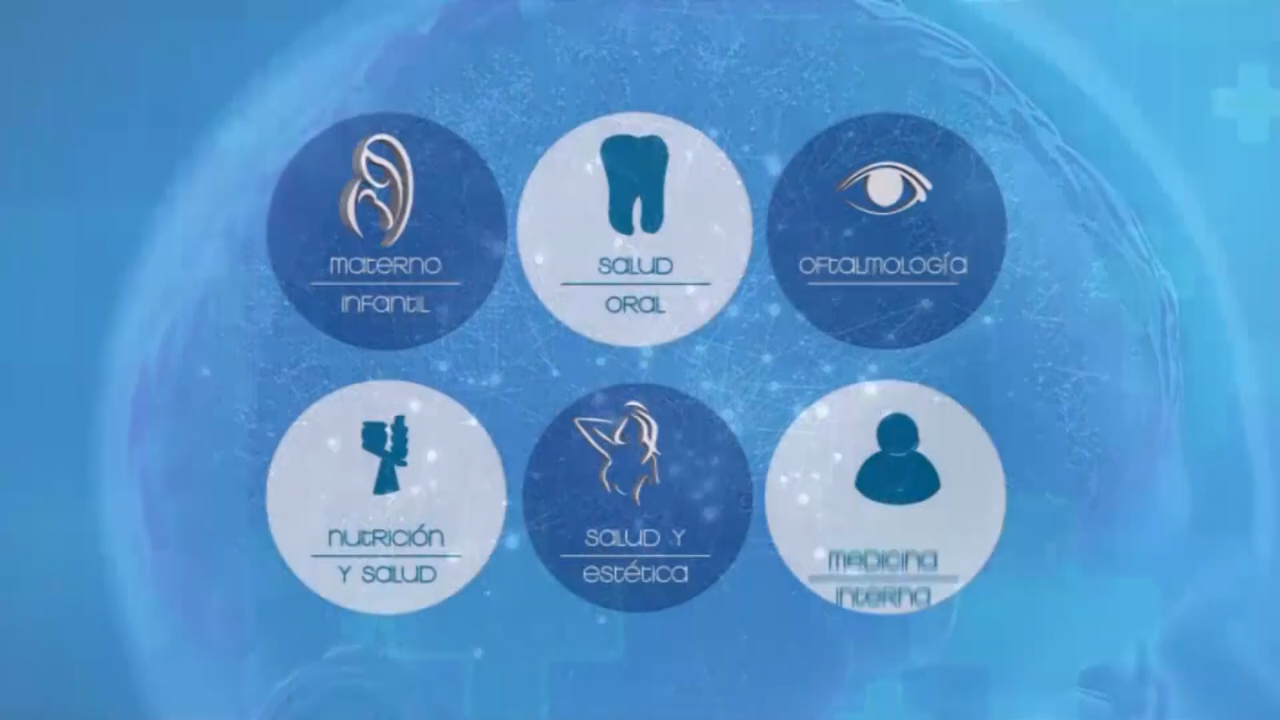 materno
infantil
salud
oral
oftalmología
nutrición
y salud
salud y
estética
medicina
interna